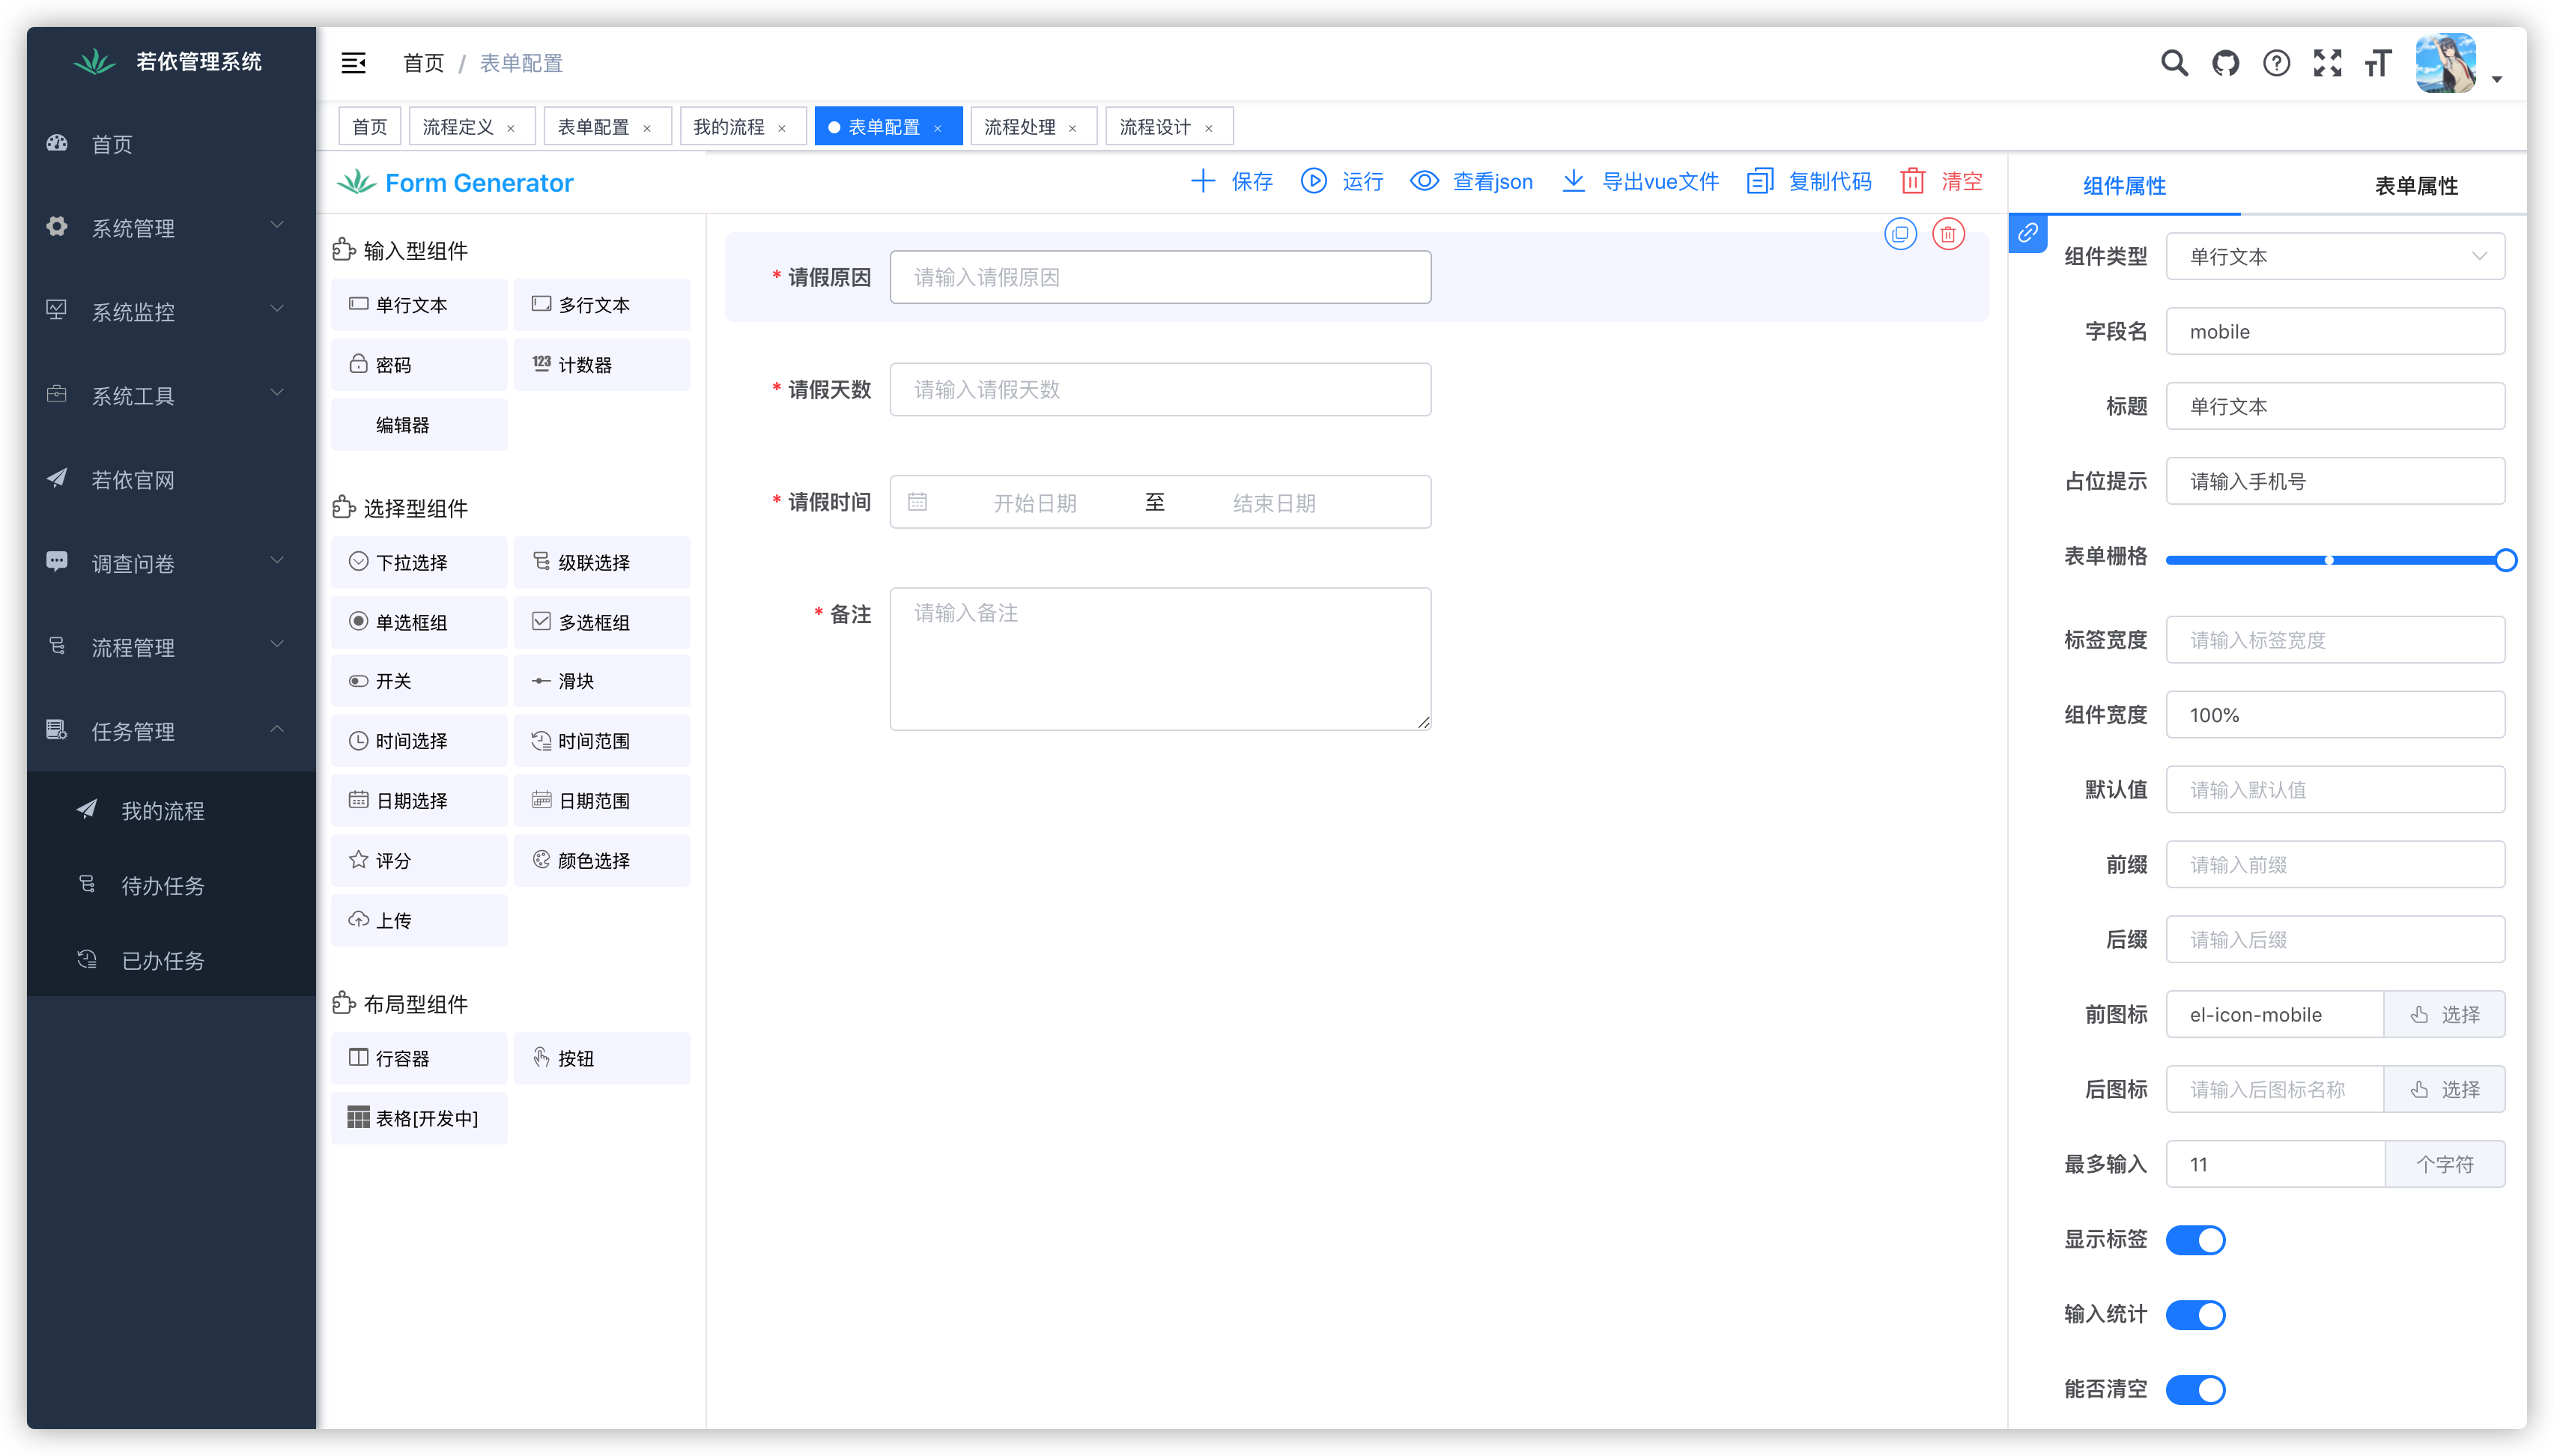 若依管理系统
首页
系统管理
系统监控
系统工具
若依官网
调查问卷
流程管理
任务管理
我的流程
待办任务
已办任务
首页 / 表单配置
首页
流程定义 ×
表单配置 ×
我的流程 ×
表单配置 ×
流程处理 ×
流程设计 ×
Form Generator
保存
运行
查看json
导出vue文件
复制代码
清空
输入型组件
单行文本
多行文本
密码
123 计数器
编辑器
选择型组件
下拉选择
级联选择
单选框组
多选框组
开关
滑块
时间选择
时间范围
日期选择
日期范围
评分
颜色选择
上传
布局型组件
行容器
按钮
表格[开发中]
* 请假原因 请输入请假原因
* 请假天数 请输入请假天数
* 请假时间 开始日期 至 结束日期
* 备注 请输入备注
组件属性
表单属性
组件类型 单行文本
字段名 mobile
标题 单行文本
占位提示 请输入手机号
表单栅格
标签宽度 请输入标签宽度
组件宽度 100%
默认值 请输入默认值
前缀 请输入前缀
后缀 请输入后缀
前图标 el-icon-mobile 选择
后图标 请输入后图标名称 选择
最多输入 11 个字符
显示标签
输入统计
能否清空